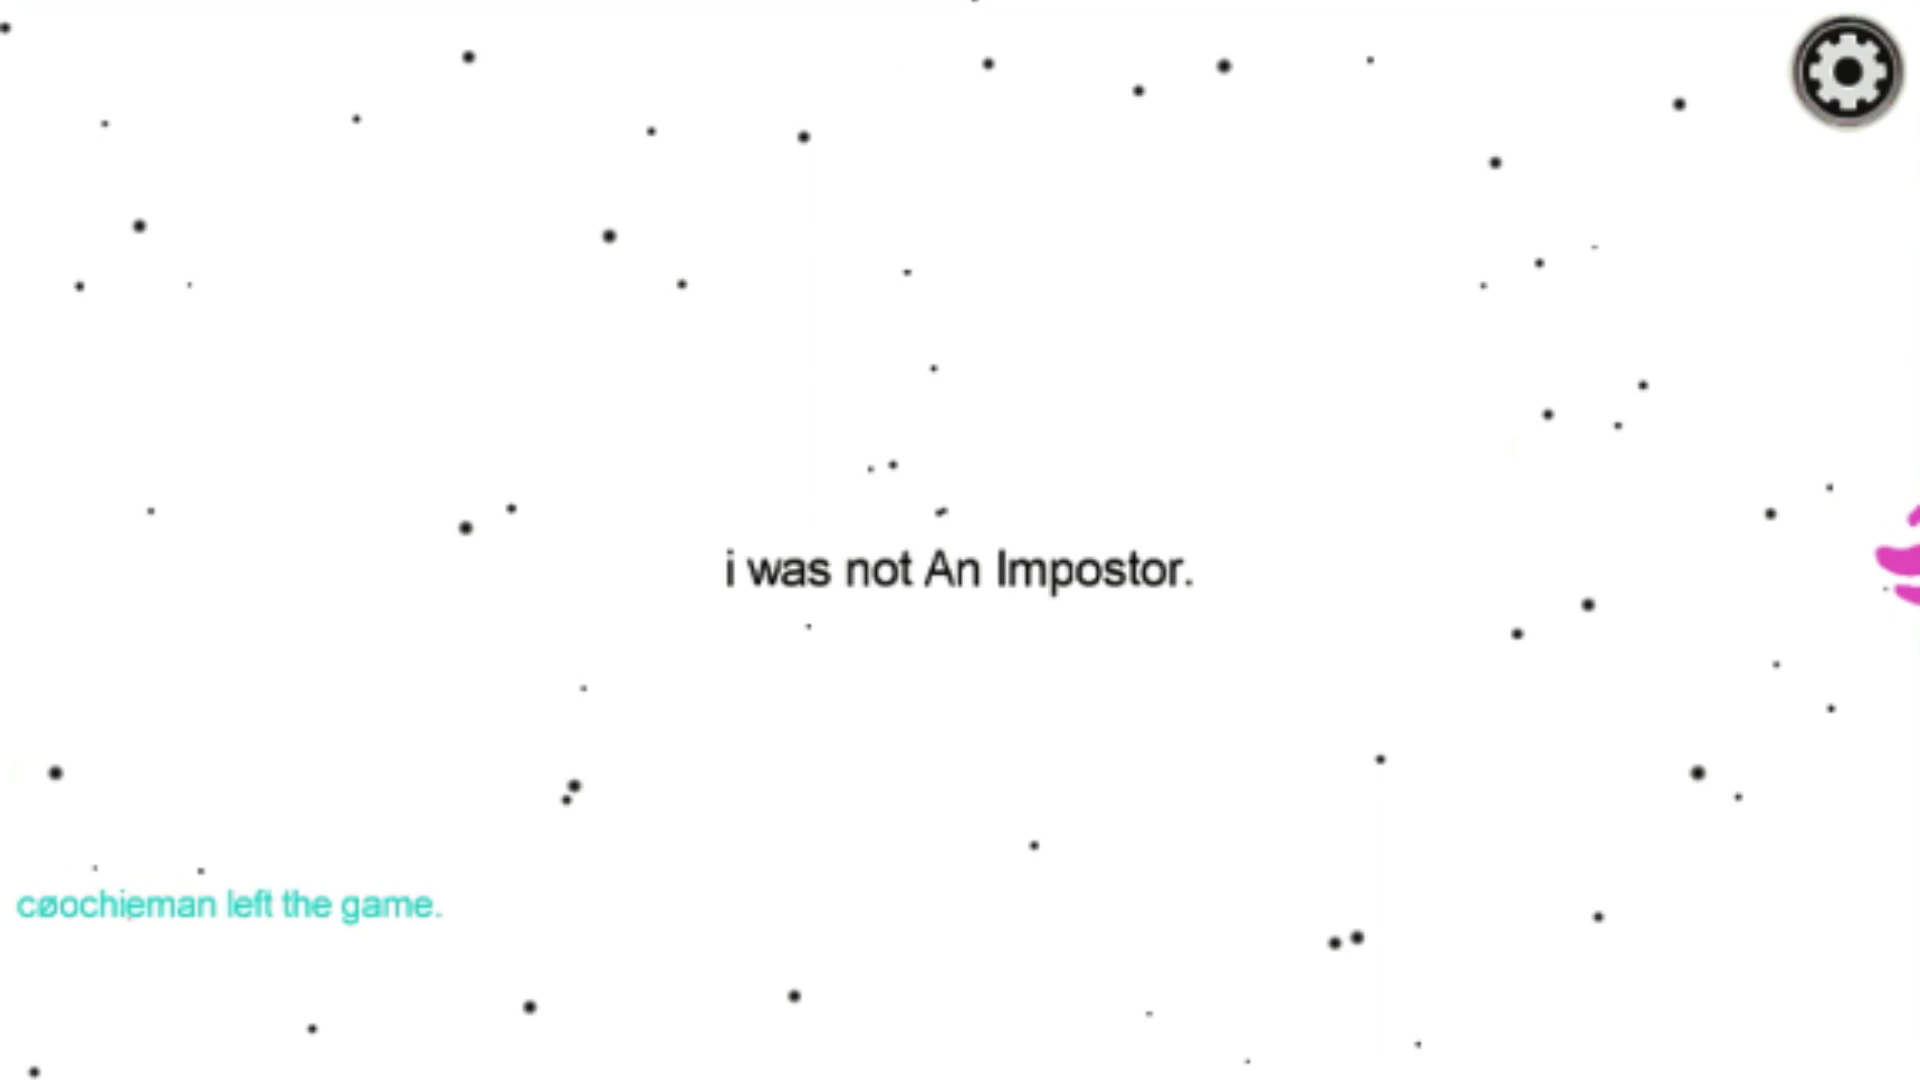 i was not An Impostor.
cøochieman left the game.